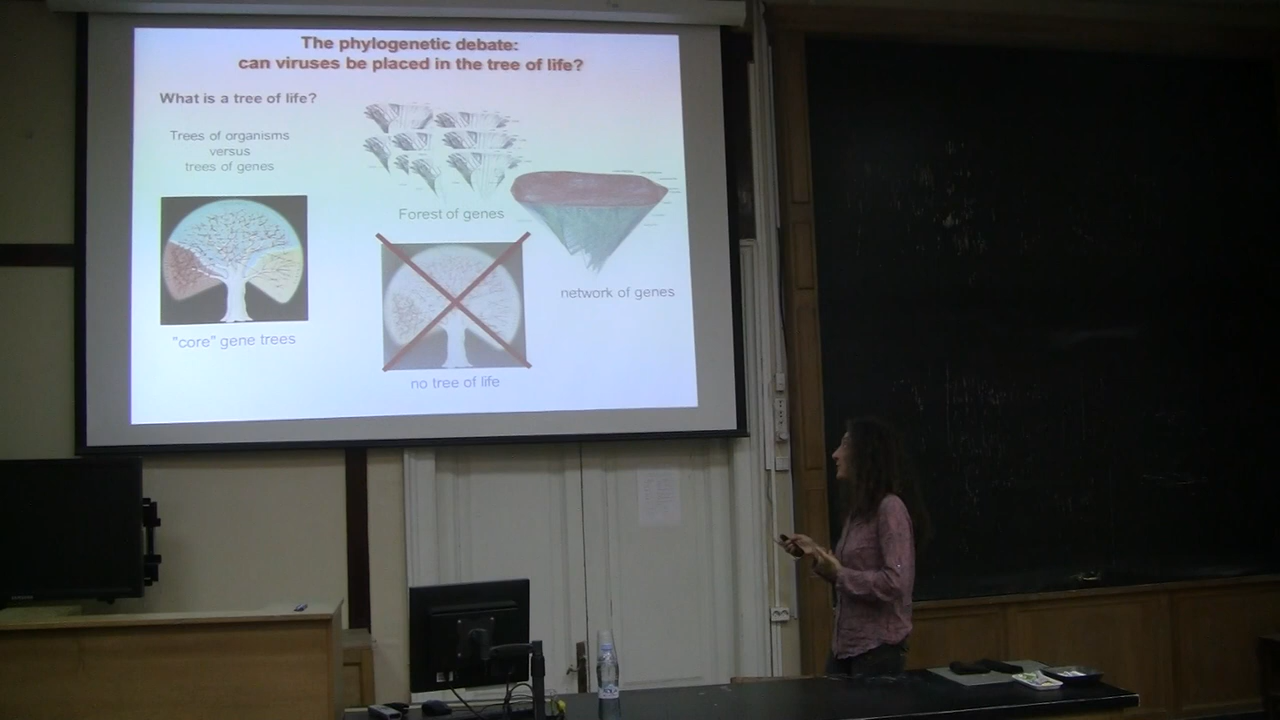 The phylogenetic debate:
can viruses be placed in the tree of life?
What is a tree of life?
Trees of organisms
versus
trees of genes
Forest of genes
network of genes
"core" gene trees
no tree of life